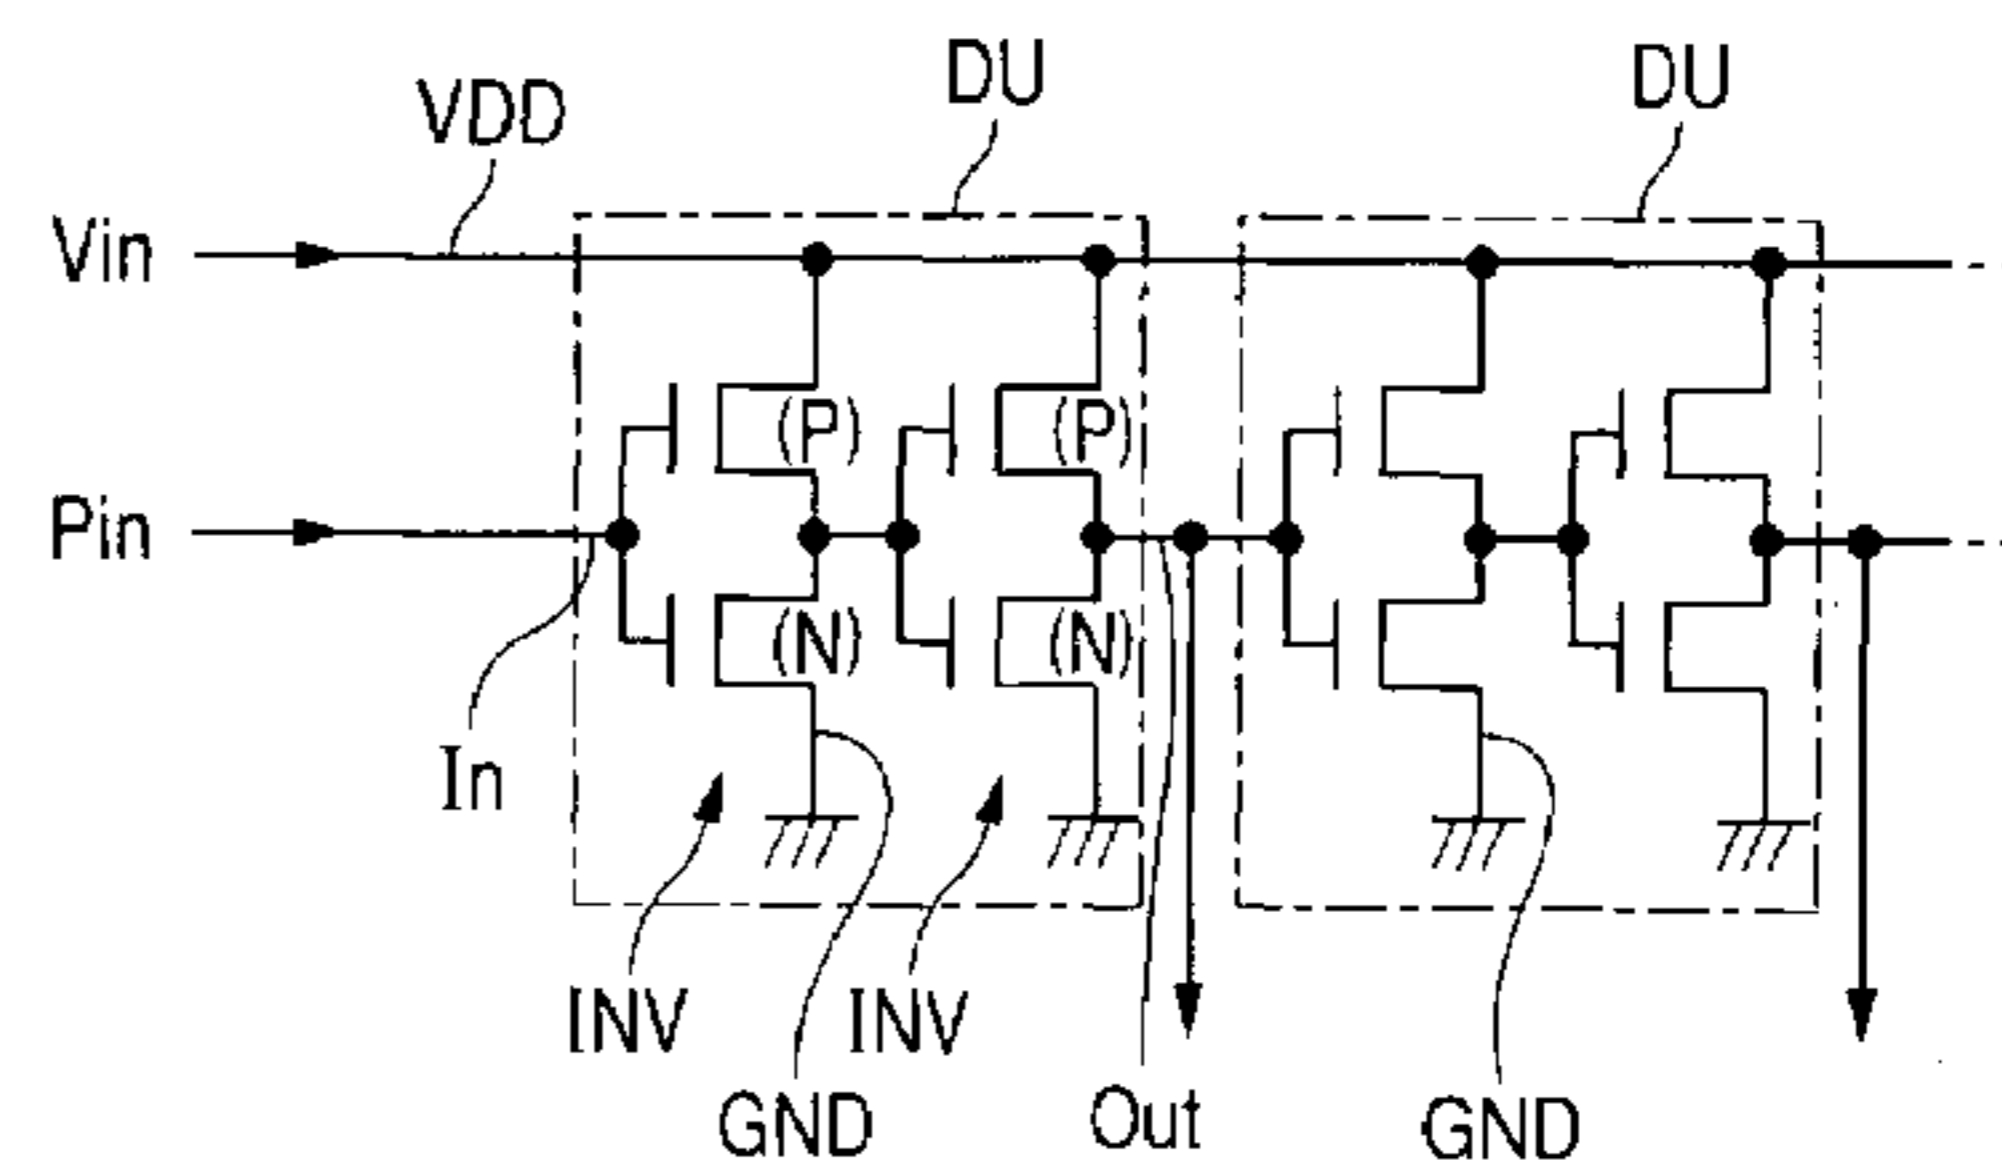 DU
DU
VDD
Vin
(P)
(P)
Pin
(N)
(N)
In
INV
INV
GND
Out
GND